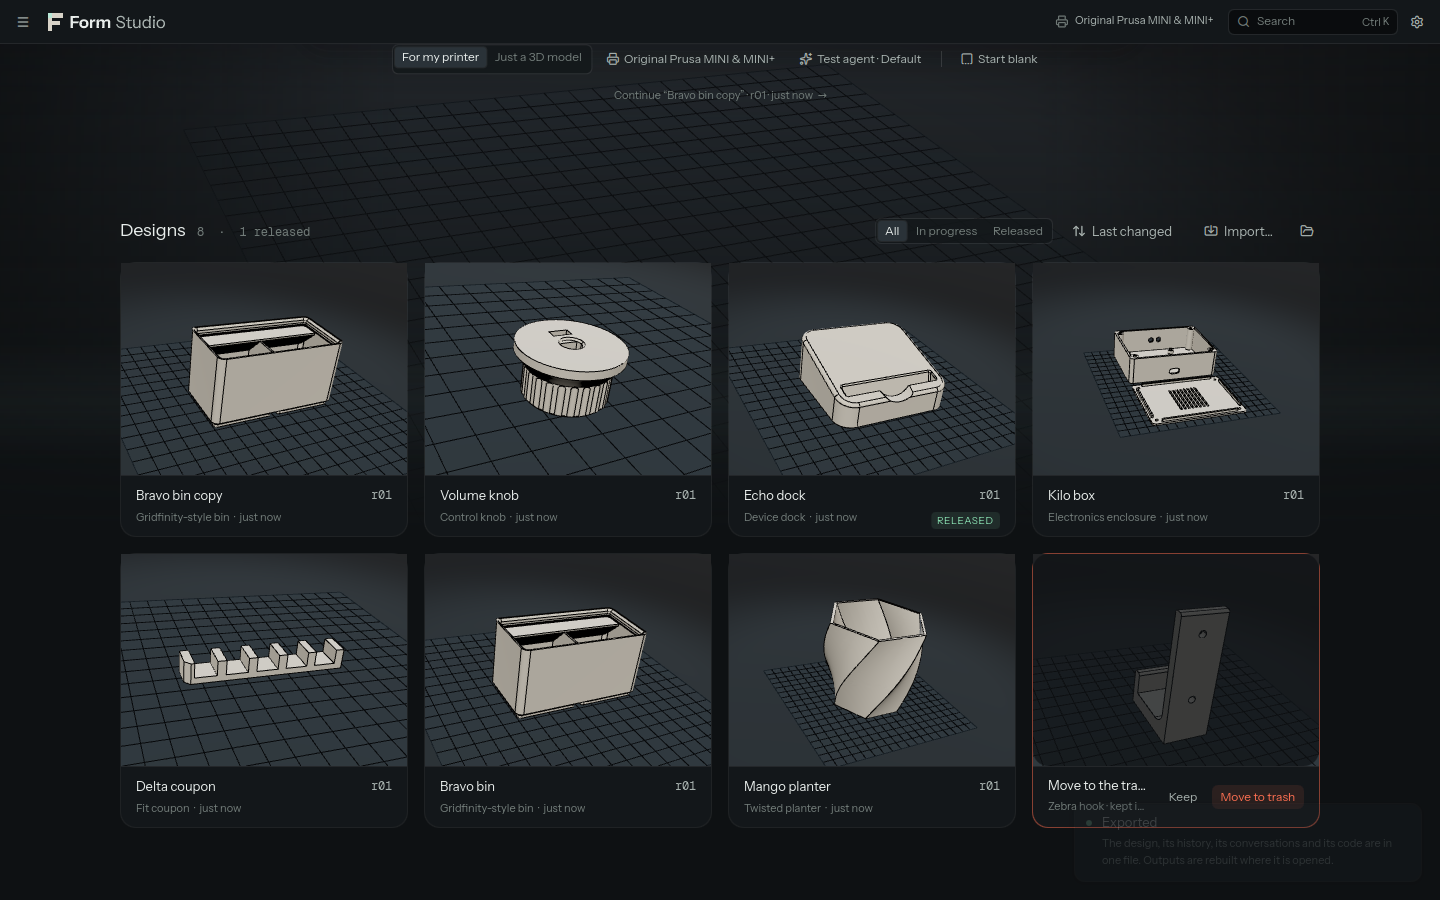 Form Studio
Original Prusa MINI & MINI+
Search
Ctrl K
For my printer
Just a 3D model
Original Prusa MINI & MINI+
Test agent · Default
Start blank
Continue "Bravo bin copy" · r01 · just now →
Designs 8 · 1 released
All
In progress
Released
Last changed
Import...
Bravo bin copy r01
Gridfinity-style bin · just now
Volume knob r01
Control knob · just now
Echo dock r01
Device dock · just now
RELEASED
Kilo box r01
Electronics enclosure · just now
Delta coupon r01
Fit coupon · just now
Bravo bin r01
Gridfinity-style bin · just now
Mango planter r01
Twisted planter · just now
Move to the tra...
Zebra hook · kept i...
Keep
Move to trash
Exported
The design, its history, its conversations and its code are in
one file. Outputs are rebuilt where it is opened.